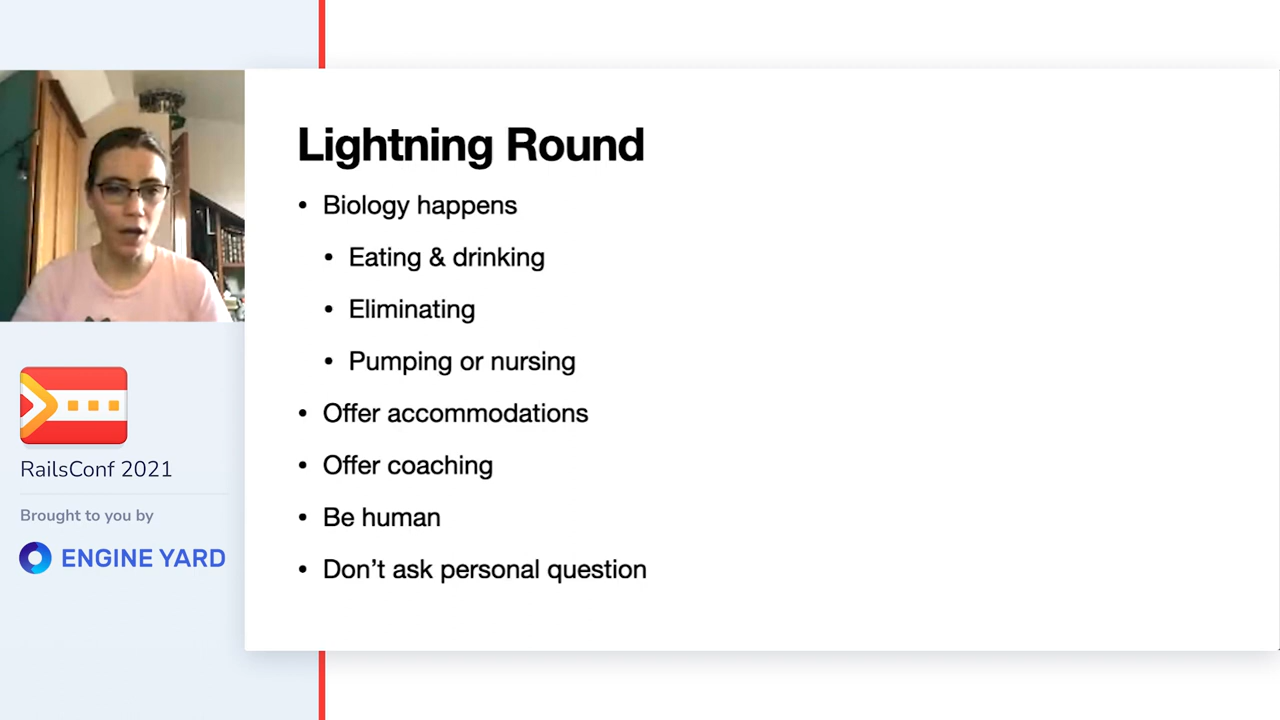 Lightning Round
• Biology happens
• Eating & drinking
• Eliminating
• Pumping or nursing
• Offer accommodations
• Offer coaching
• Be human
• Don’t ask personal question
RailsConf 2021
Brought to you by
ENGINE YARD